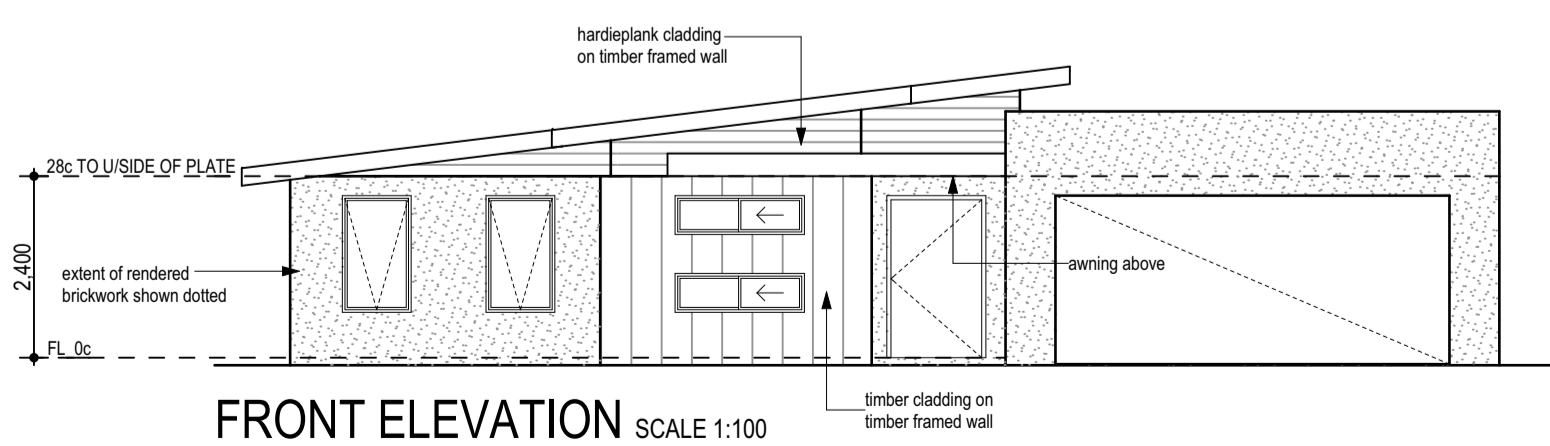 hardieplank cladding
on timber framed wall
28c TO U/SIDE OF PLATE
2,400
extent of rendered
brickwork shown dotted
awning above
FL 0c
timber cladding on
timber framed wall
FRONT ELEVATION SCALE 1:100